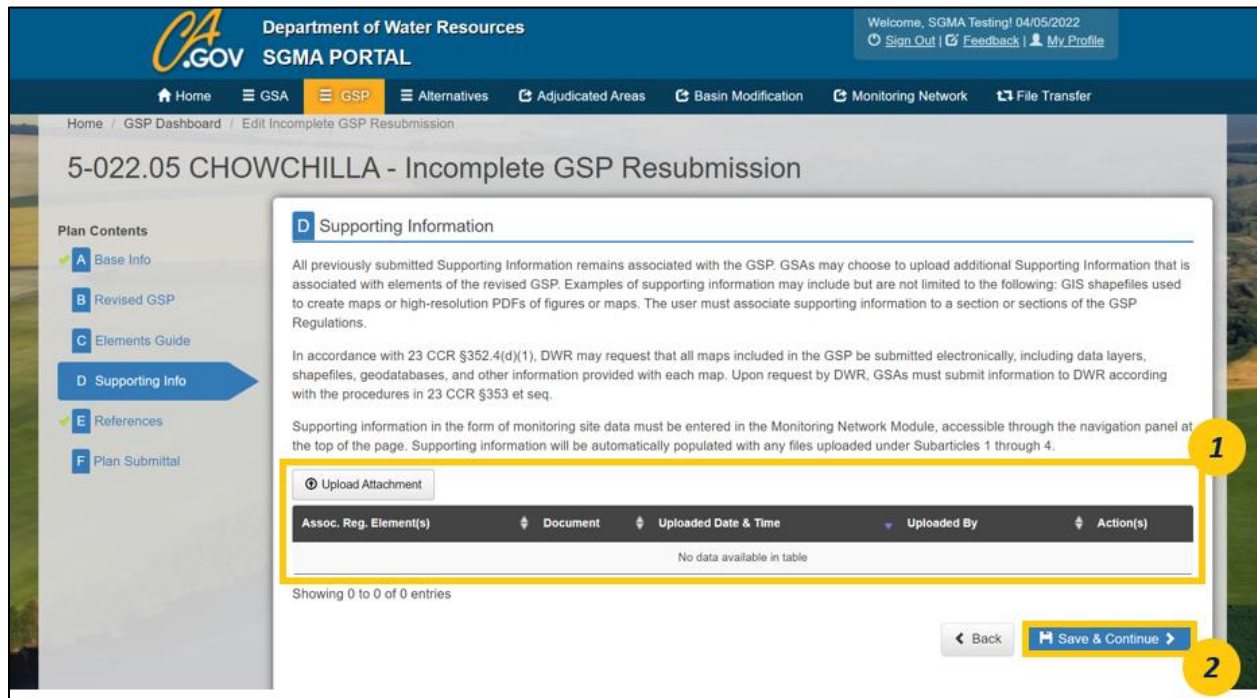 CA
.GOV
Department of Water Resources
SGMA PORTAL
Welcome, SGMA Testing! 04/05/2022
Sign Out | Feedback | My Profile
Home GSA GSP Alternatives Adjudicated Areas Basin Modification Monitoring Network File Transfer
Home / GSP Dashboard / Edit Incomplete GSP Resubmission
5-022.05 CHOWCHILLA - Incomplete GSP Resubmission
Plan Contents
A Base Info
B Revised GSP
C Elements Guide
D Supporting Info
E References
F Plan Submittal
D Supporting Information
All previously submitted Supporting Information remains associated with the GSP. GSAs may choose to upload additional Supporting Information that is
associated with elements of the revised GSP. Examples of supporting information may include but are not limited to the following: GIS shapefiles used
to create maps or high-resolution PDFs of figures or maps. The user must associate supporting information to a section or sections of the GSP
Regulations.
In accordance with 23 CCR §352.4(d)(1), DWR may request that all maps included in the GSP be submitted electronically, including data layers,
shapefiles, geodatabases, and other information provided with each map. Upon request by DWR, GSAs must submit information to DWR according
with the procedures in 23 CCR §353 et seq.
Supporting information in the form of monitoring site data must be entered in the Monitoring Network Module, accessible through the navigation panel at
the top of the page. Supporting information will be automatically populated with any files uploaded under Subarticles 1 through 4.
1
Upload Attachment
Assoc. Reg. Element(s) Document Uploaded Date & Time Uploaded By Action(s)
No data available in table
Showing 0 to 0 of 0 entries
Back Save & Continue
2